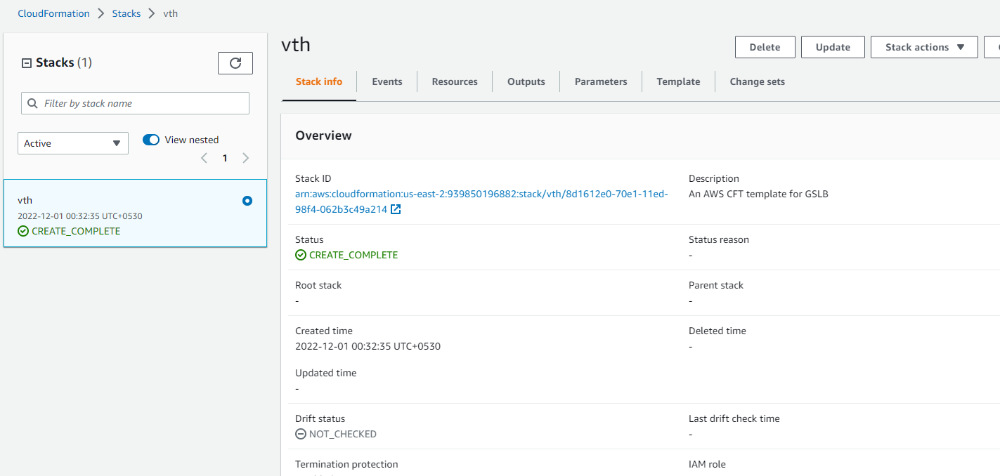 CloudFormation > Stacks > vth
Stacks (1)
Filter by stack name
Active
View nested
1
vth
2022-12-01 00:32:35 UTC+0530
CREATE_COMPLETE
vth
Delete Update Stack actions
Stack info Events Resources Outputs Parameters Template Change sets
Overview
Stack ID
arn:aws:cloudformation:us-east-2:939850196882:stack/vth/8d1612e0-70e1-11ed-
98f4-062b3c49a214
Description
An AWS CFT template for GSLB
Status
CREATE_COMPLETE
Status reason
-
Root stack
-
Parent stack
-
Created time
2022-12-01 00:32:35 UTC+0530
Deleted time
-
Updated time
-
Drift status
NOT_CHECKED
Last drift check time
-
Termination protection
IAM role